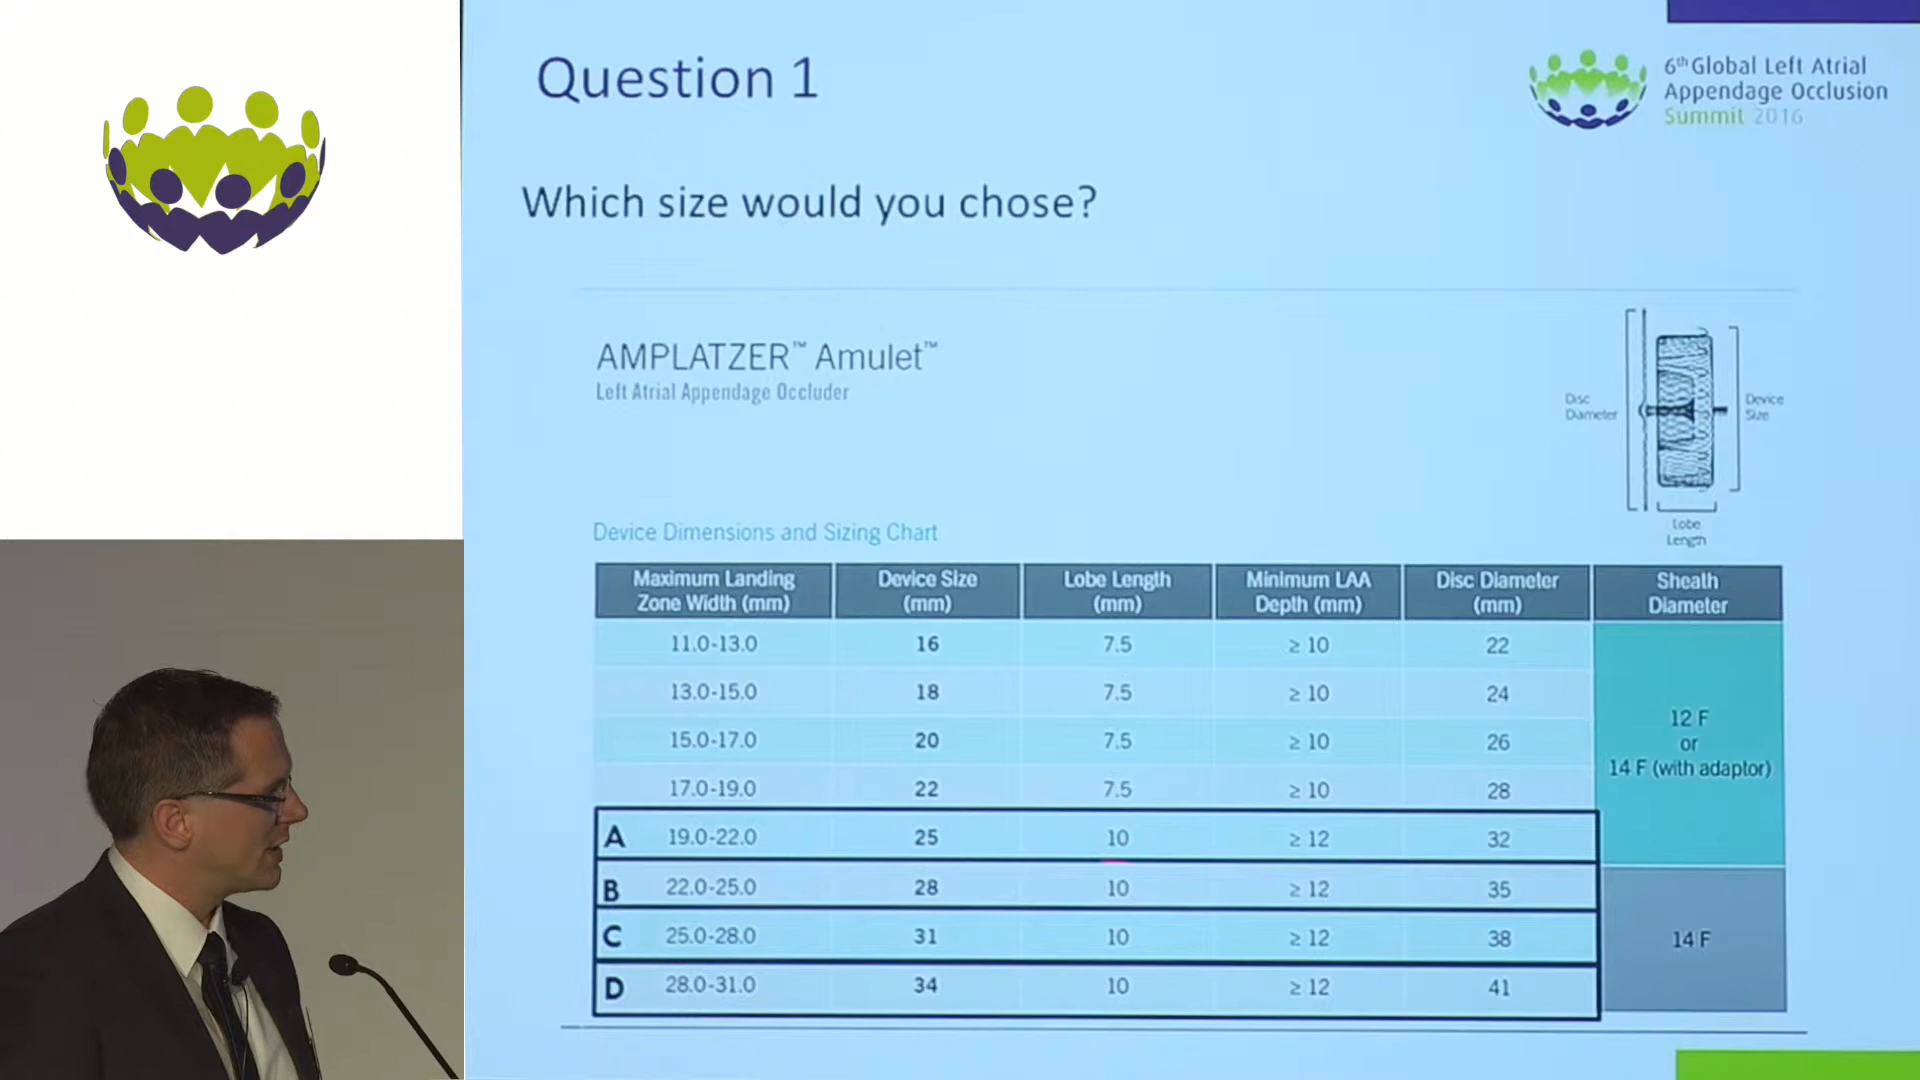 Question 1
6th Global Left Atrial
Appendage Occlusion
Summit 2016
Which size would you chose?
AMPLATZER™ Amulet™
Left Atrial Appendage Occluder
Disc
Diameter
Device
Size
Lobe
Length
Device Dimensions and Sizing Chart
Maximum Landing
Zone Width (mm)
Device Size
(mm)
Lobe Length
(mm)
Minimum LAA
Depth (mm)
Disc Diameter
(mm)
Sheath
Diameter
11.0-13.0 16 7.5 ≥ 10 22
13.0-15.0 18 7.5 ≥ 10 24
15.0-17.0 20 7.5 ≥ 10 26
17.0-19.0 22 7.5 ≥ 10 28
12 F
or
14 F (with adaptor)
A 19.0-22.0 25 10 ≥ 12 32
B 22.0-25.0 28 10 ≥ 12 35
C 25.0-28.0 31 10 ≥ 12 38
D 28.0-31.0 34 10 ≥ 12 41
14 F